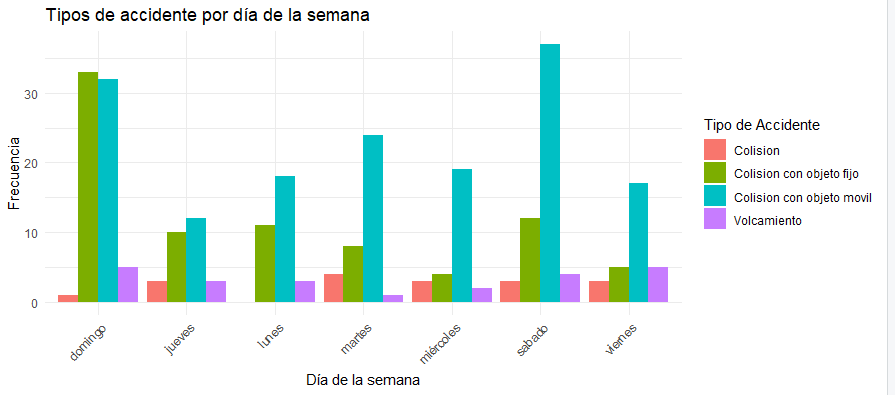 Tipos de accidente por día de la semana
Frecuencia
30
20
10
0
domingo
jueves
lunes
martes
miércoles
sabado
viernes
Día de la semana
Tipo de Accidente
Colision
Colision con objeto fijo
Colision con objeto movil
Volcamiento